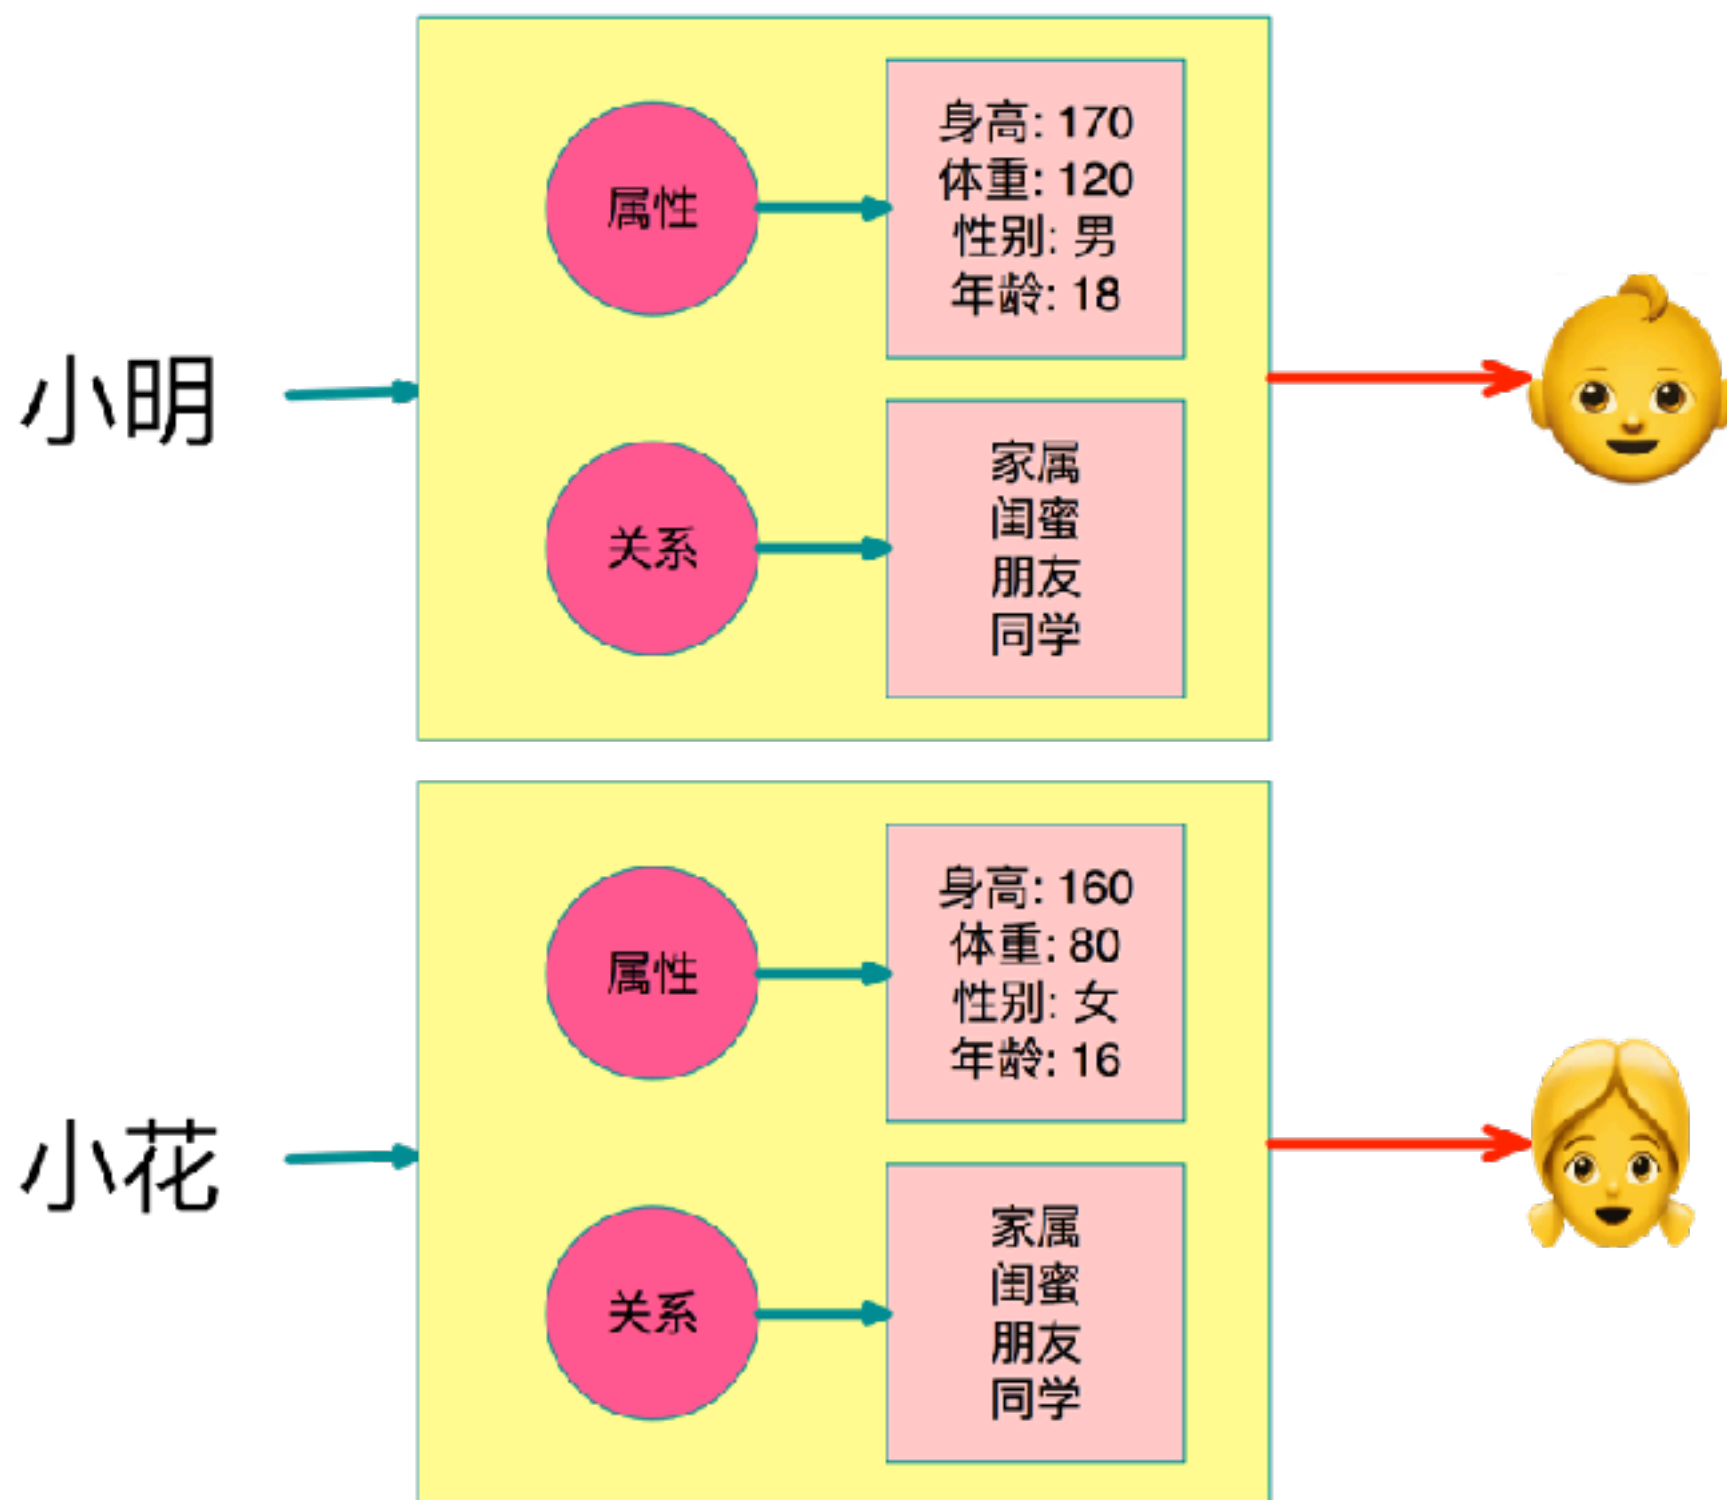 小明
属性
身高: 170
体重: 120
性别: 男
年龄: 18
关系
家属
闺蜜
朋友
同学
小花
属性
身高: 160
体重: 80
性别: 女
年龄: 16
关系
家属
闺蜜
朋友
同学